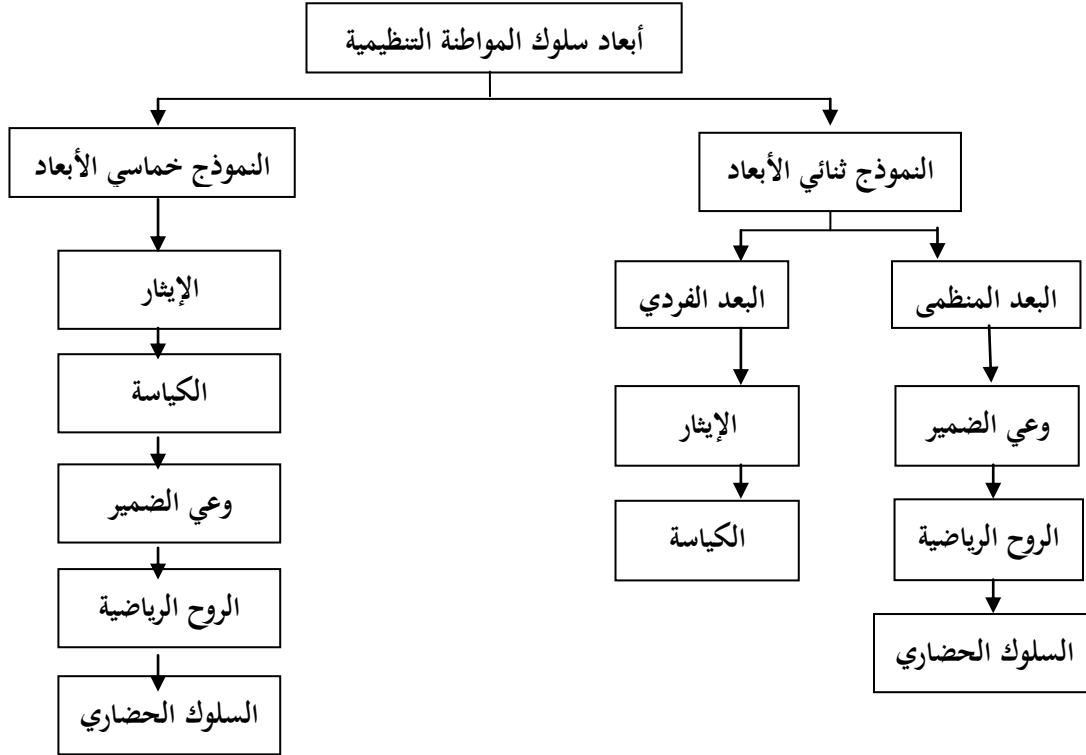 أبعاد سلوك المواطنة التنظيمية
النموذج ثنائي الأبعاد
النموذج خماسي الأبعاد
البعد المنظمى
البعد الفردي
الإيثار
وعي الضمير
الإيثار
الكياسة
الروح الرياضية
الكياسة
وعي الضمير
السلوك الحضاري
الروح الرياضية
السلوك الحضاري